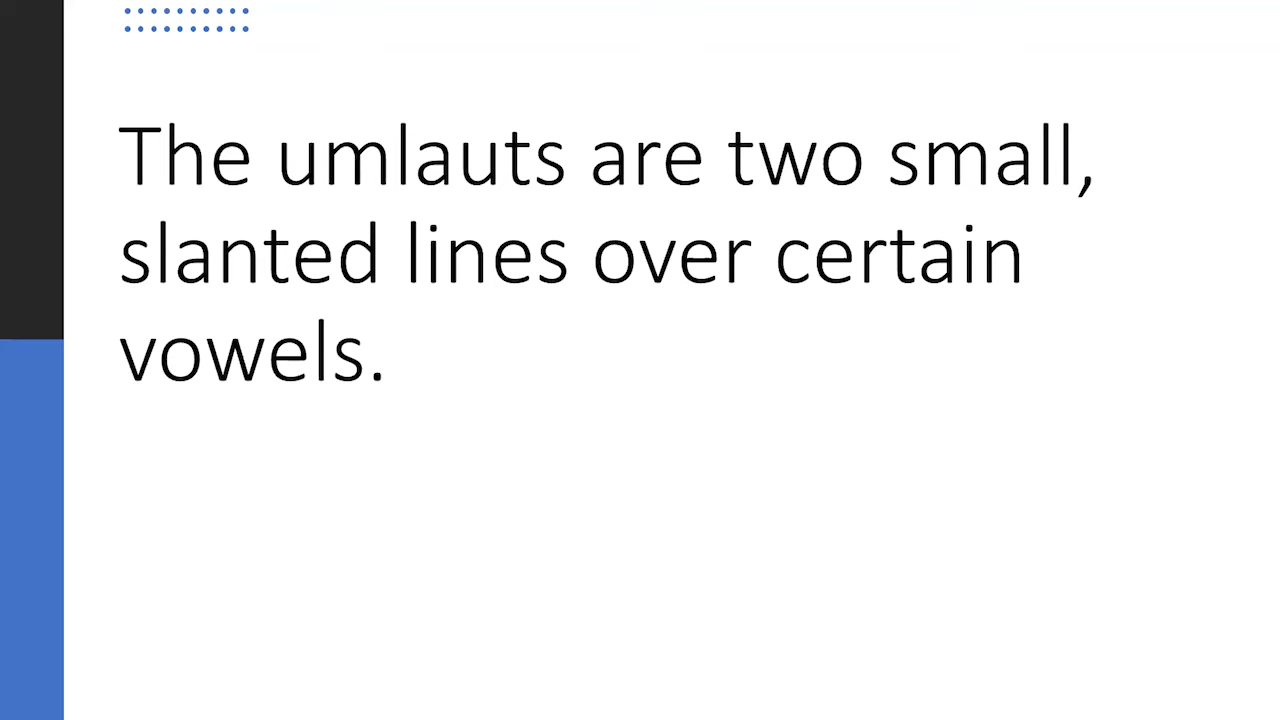 The umlauts are two small,
slanted lines over certain
vowels.